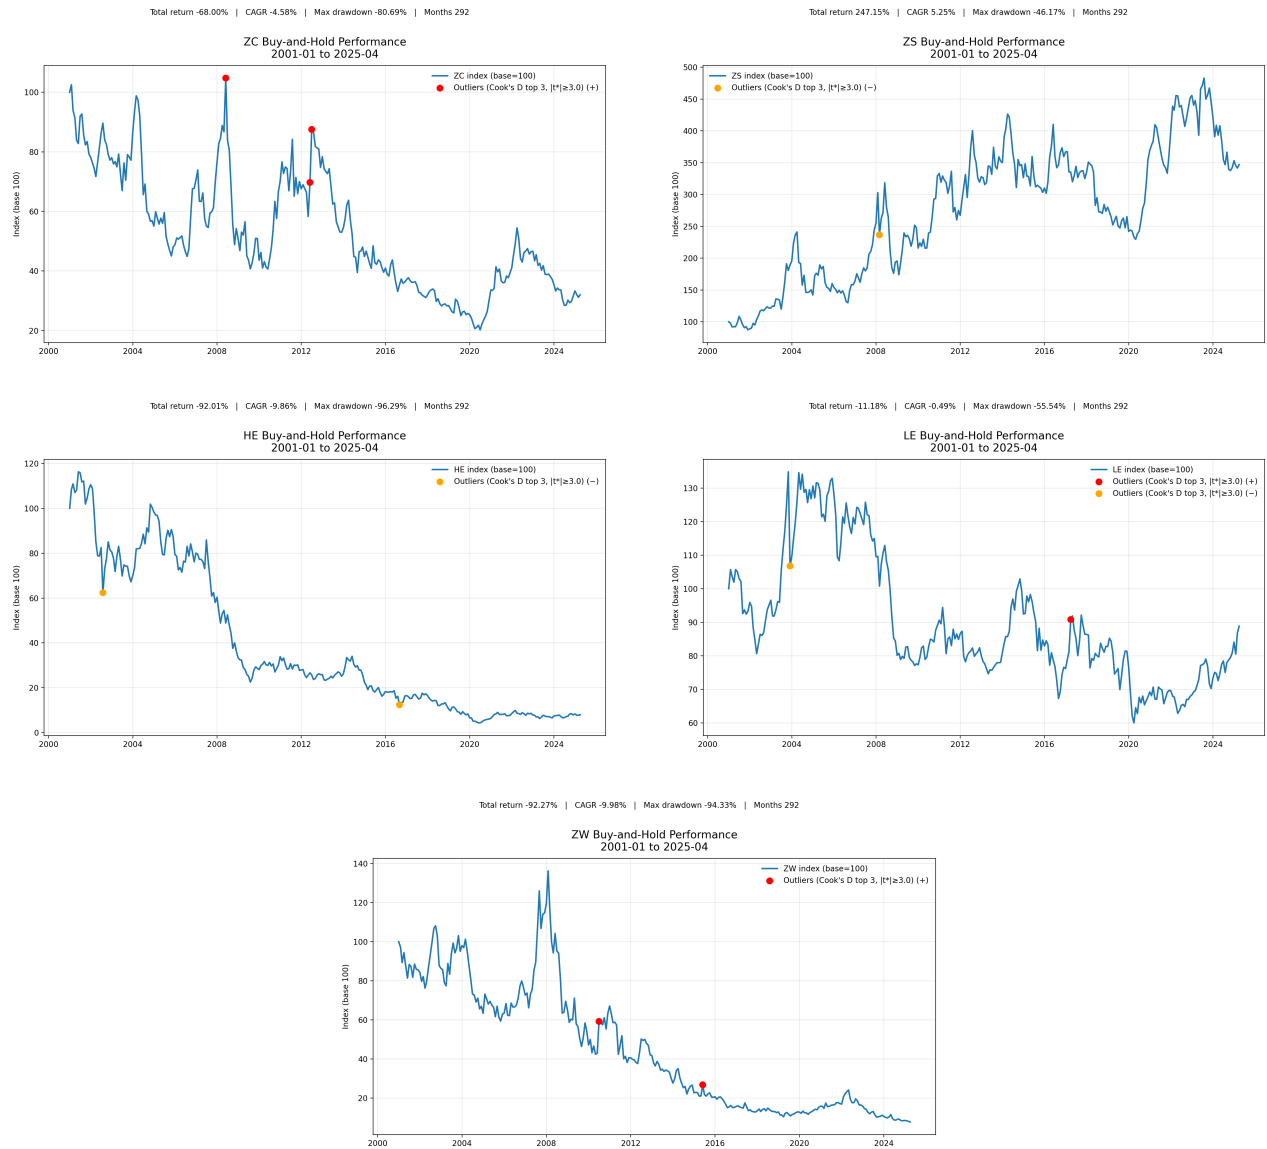 Total return -68.00%   |   CAGR -4.58%   |   Max drawdown -80.69%   |   Months 292
ZC Buy-and-Hold Performance
2001-01 to 2025-04
ZC index (base=100)
Outliers (Cook's D top 3, |t*|≥3.0) (+)
Index (base 100)
100
80
60
40
20
2000 2004 2008 2012 2016 2020 2024
Total return 247.15%   |   CAGR 5.25%   |   Max drawdown -46.17%   |   Months 292
ZS Buy-and-Hold Performance
2001-01 to 2025-04
ZS index (base=100)
Outliers (Cook's D top 3, |t*|≥3.0) (−)
Index (base 100)
500
450
400
350
300
250
200
150
100
2000 2004 2008 2012 2016 2020 2024
Total return -92.01%   |   CAGR -9.86%   |   Max drawdown -96.29%   |   Months 292
HE Buy-and-Hold Performance
2001-01 to 2025-04
HE index (base=100)
Outliers (Cook's D top 3, |t*|≥3.0) (−)
Index (base 100)
120
100
80
60
40
20
0
2000 2004 2008 2012 2016 2020 2024
Total return -11.18%   |   CAGR -0.49%   |   Max drawdown -55.54%   |   Months 292
LE Buy-and-Hold Performance
2001-01 to 2025-04
LE index (base=100)
Outliers (Cook's D top 3, |t*|≥3.0) (+)
Outliers (Cook's D top 3, |t*|≥3.0) (−)
Index (base 100)
130
120
110
100
90
80
70
60
2000 2004 2008 2012 2016 2020 2024
Total return -92.27%   |   CAGR -9.98%   |   Max drawdown -94.33%   |   Months 292
ZW Buy-and-Hold Performance
2001-01 to 2025-04
ZW index (base=100)
Outliers (Cook's D top 3, |t*|≥3.0) (+)
Index (base 100)
140
120
100
80
60
40
20
2000 2004 2008 2012 2016 2020 2024